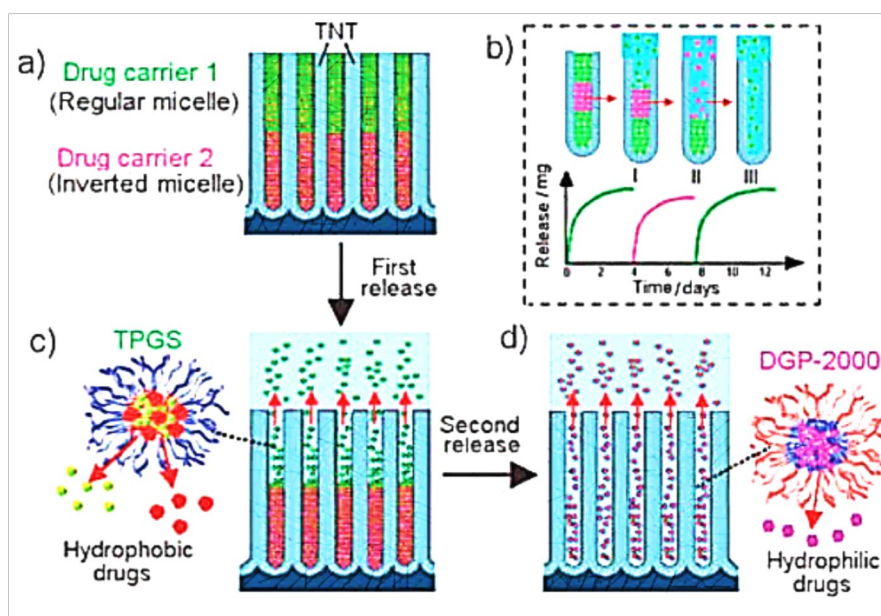 a)
TNT
Drug carrier 1
(Regular micelle)
Drug carrier 2
(Inverted micelle)
b)
I
II
III
Release/mg
0 2 4 6 8 10 12
Time/days
First
release
c)
TPGS
Hydrophobic
drugs
Second
release
d)
DGP-2000
Hydrophilic
drugs